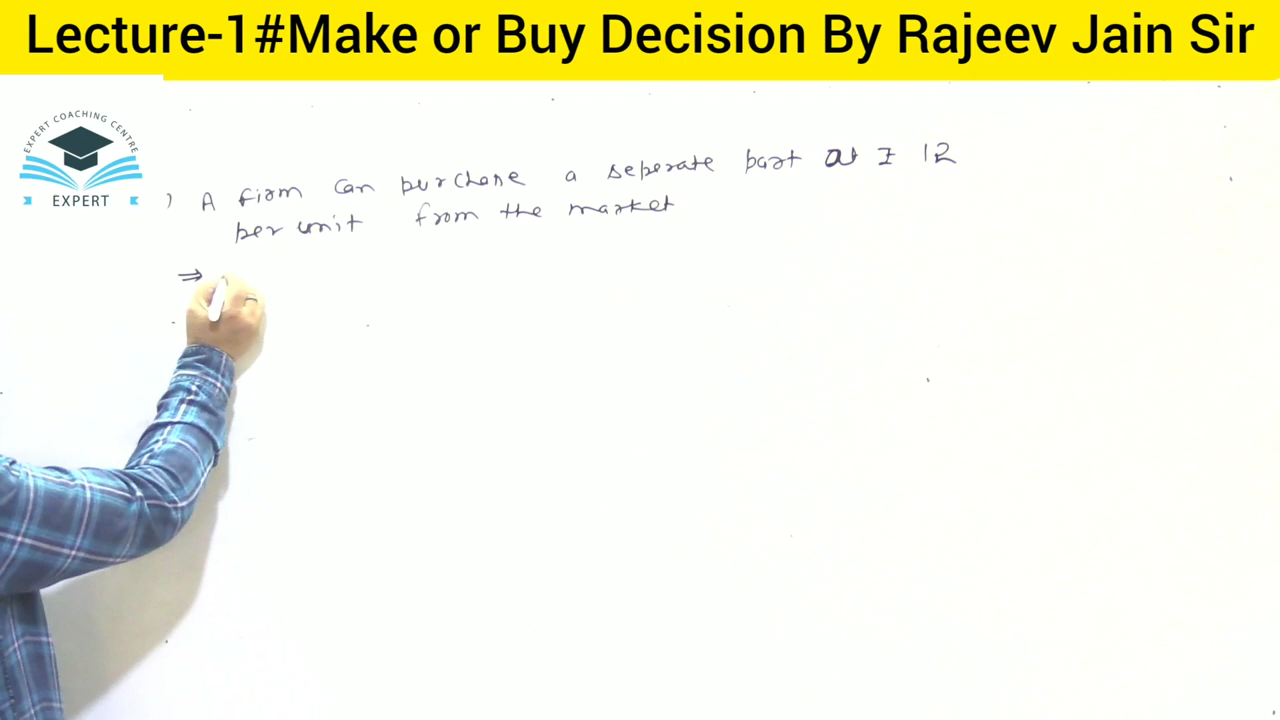 Lecture-1#Make or Buy Decision By Rajeev Jain Sir
EXPERT COACHING CENTRE
EXPERT
) A firm can purchase a seperate part at ₹ 12
per unit from the market
⇒